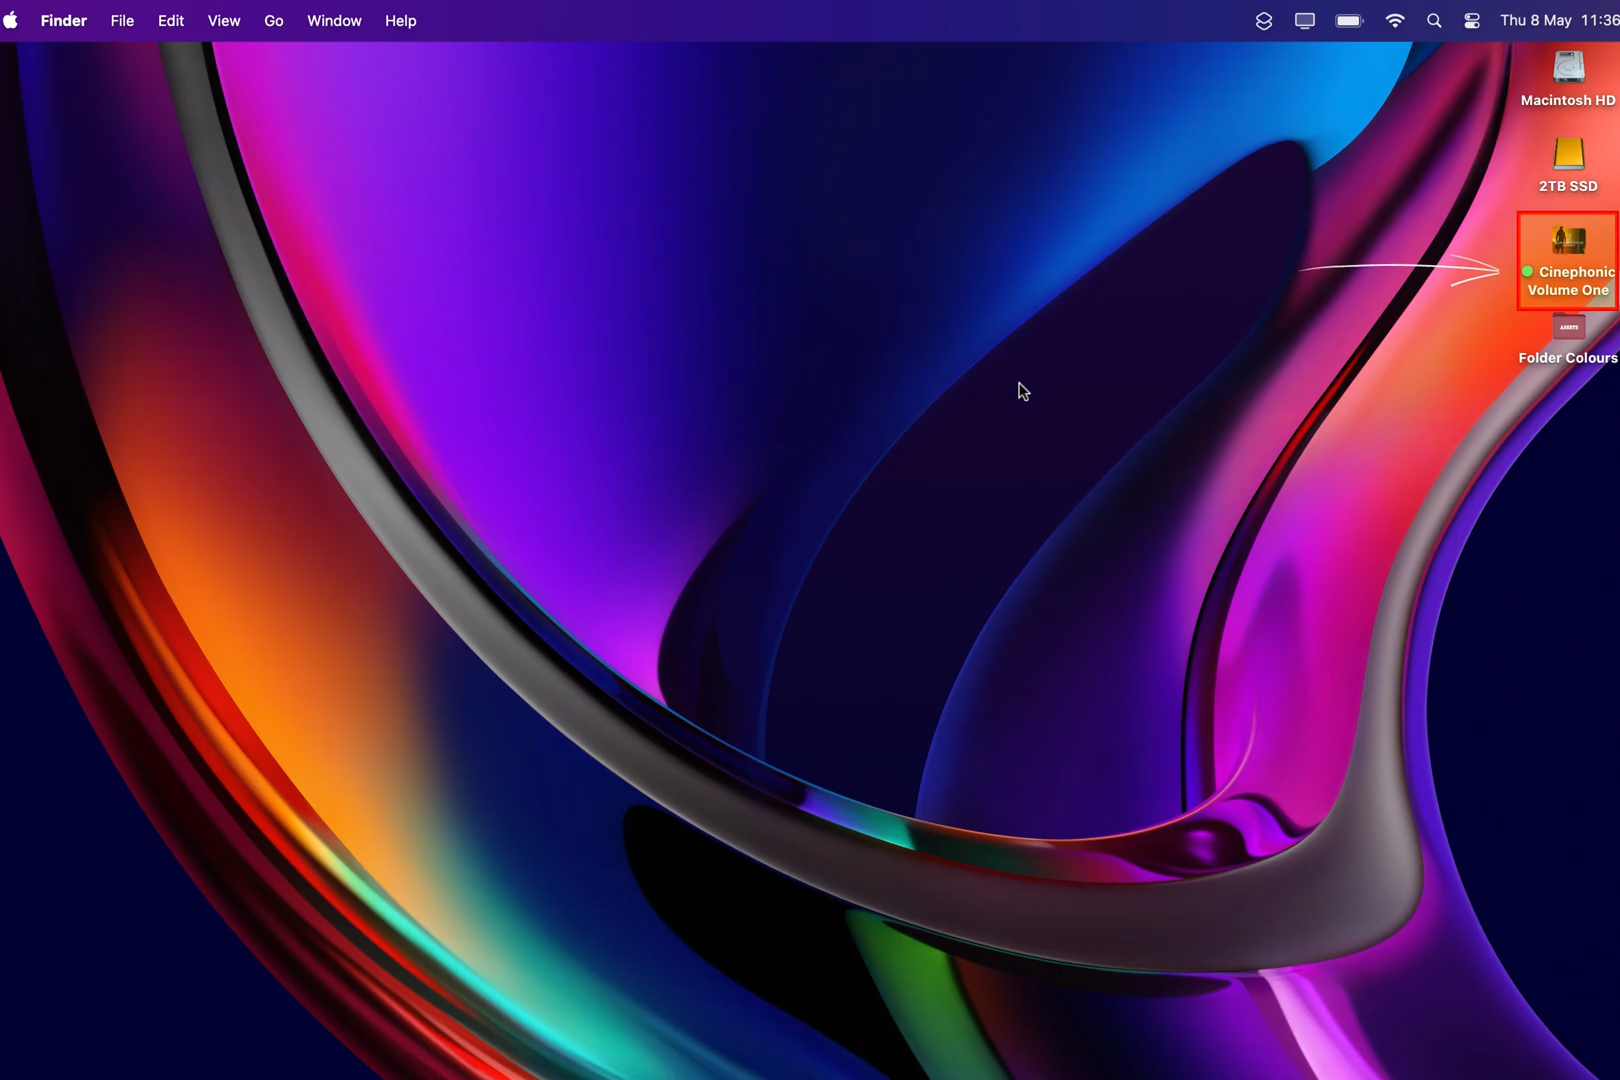 Finder File Edit View Go Window Help Thu 8 May 11:36
Macintosh HD
2TB SSD
Cinephonic
Volume One
ASSETS
Folder Colours